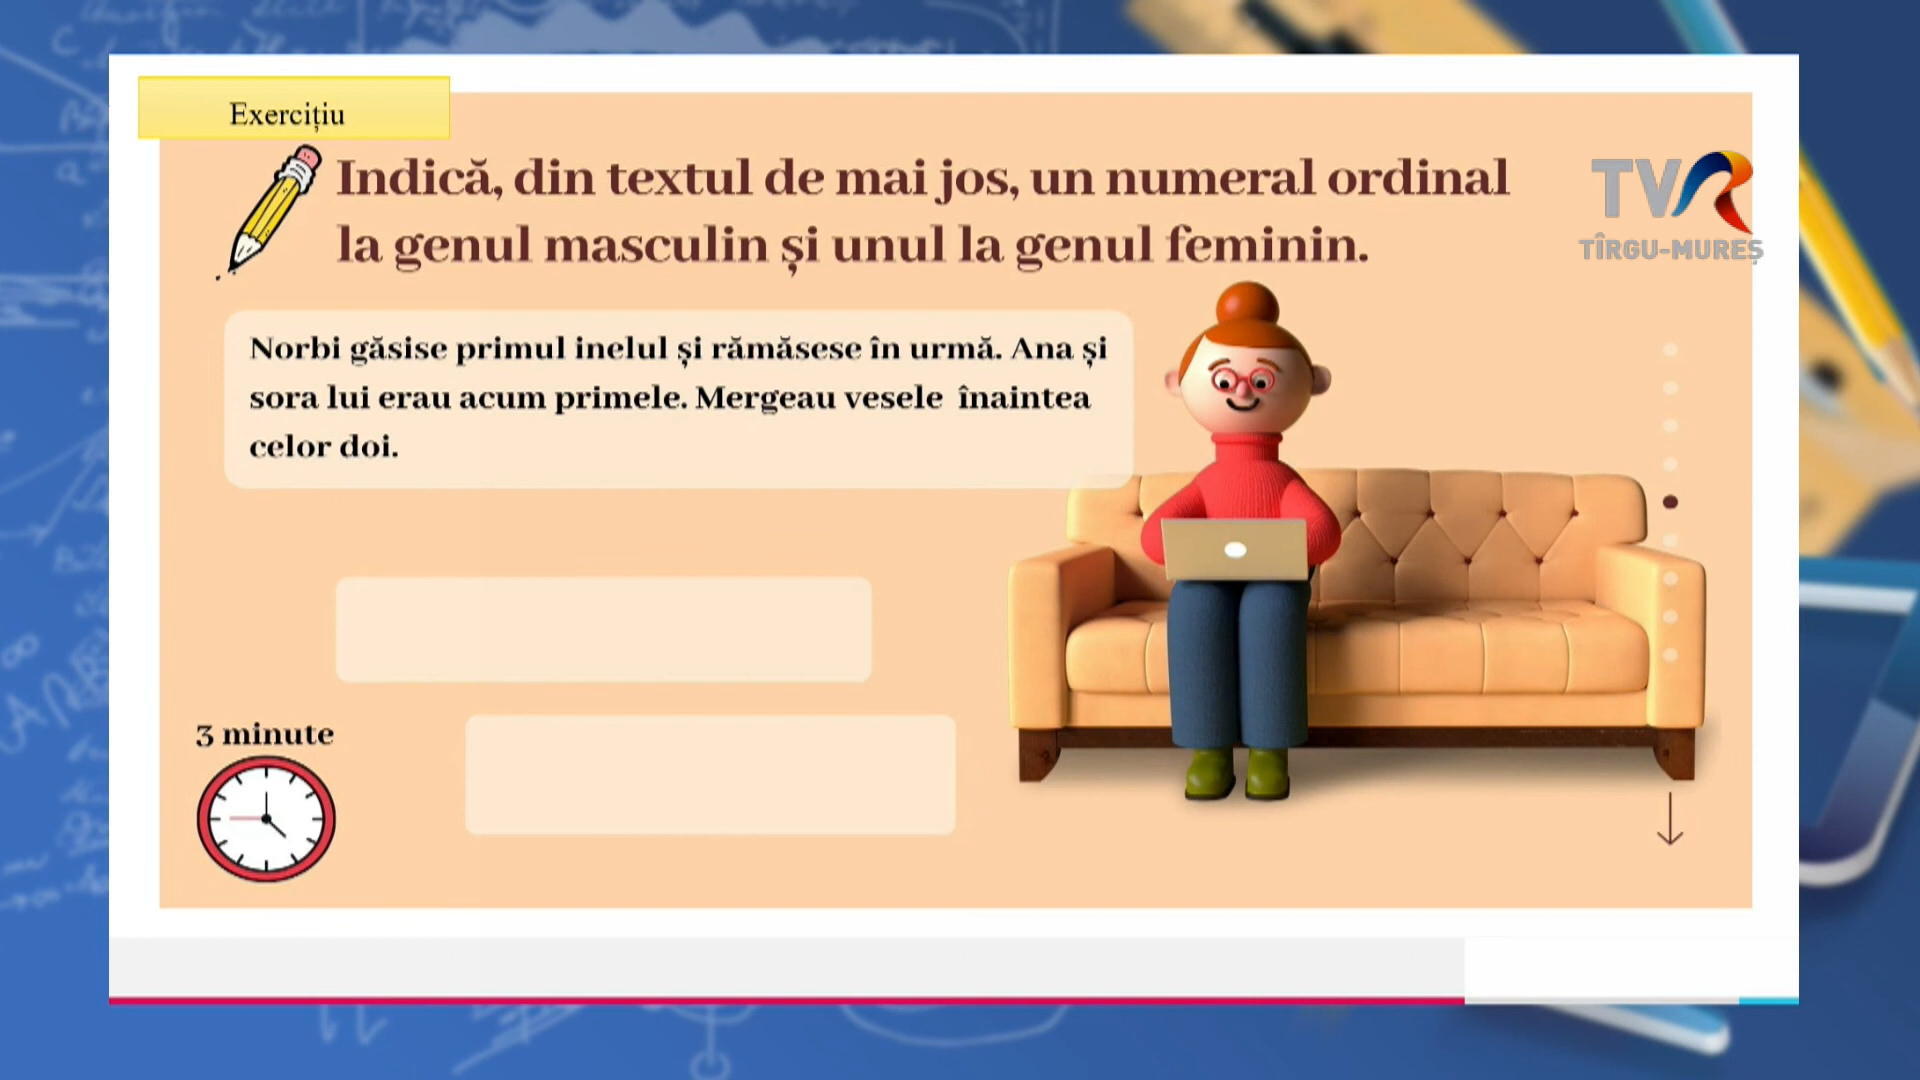 Exercițiu
Indică, din textul de mai jos, un numeral ordinal
la genul masculin și unul la genul feminin.
TVR
TÎRGU-MUREȘ
Norbi găsise primul inelul și rămăsese în urmă. Ana și
sora lui erau acum primele. Mergeau vesele înaintea
celor doi.
3 minute